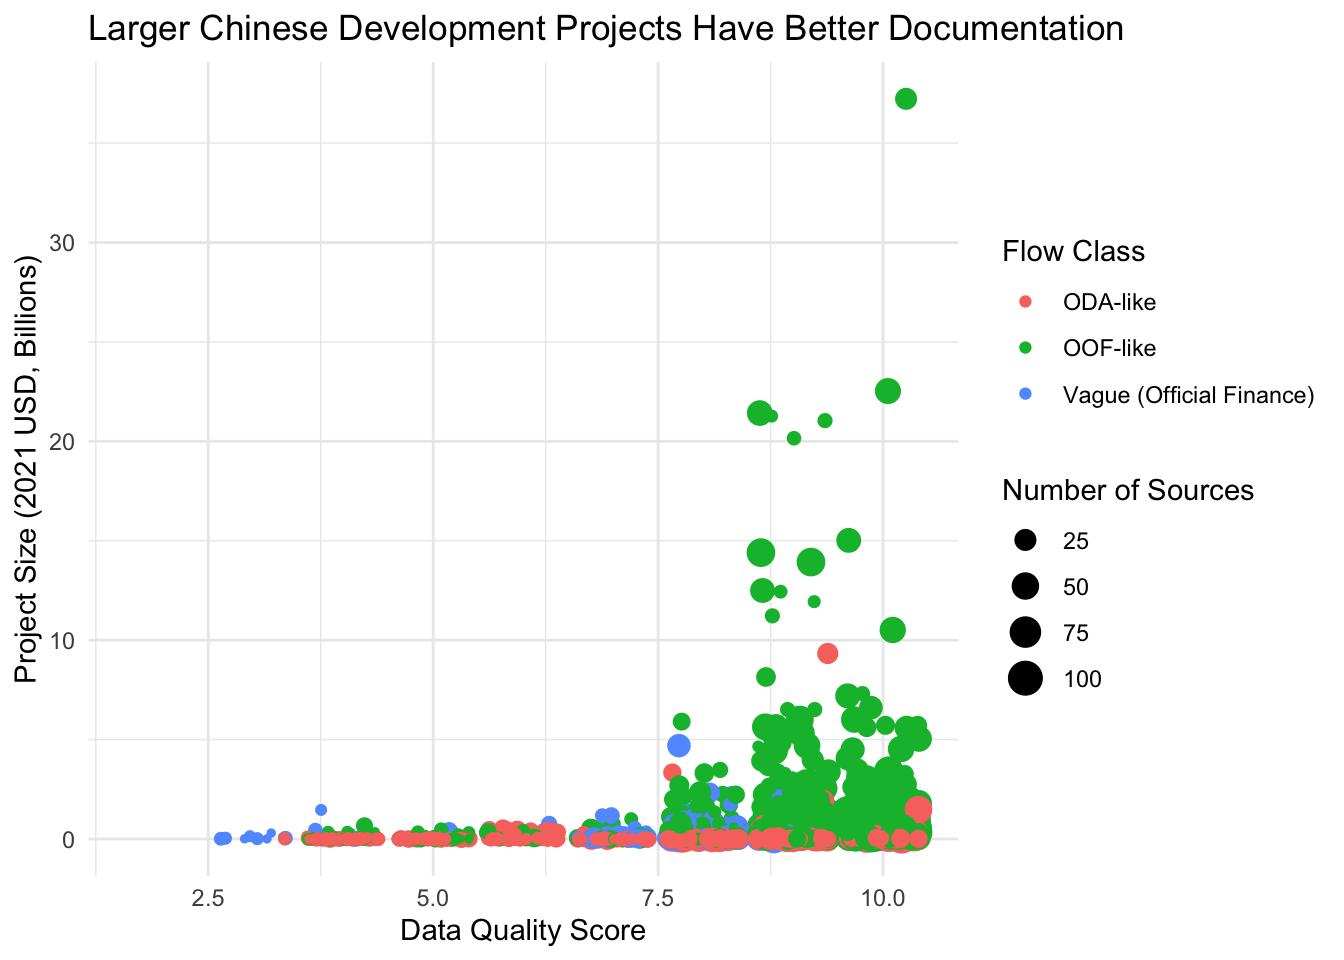 Larger Chinese Development Projects Have Better Documentation
Project Size (2021 USD, Billions)
30
20
10
0
2.5
5.0
7.5
10.0
Data Quality Score
Flow Class
ODA-like
OOF-like
Vague (Official Finance)
Number of Sources
25
50
75
100